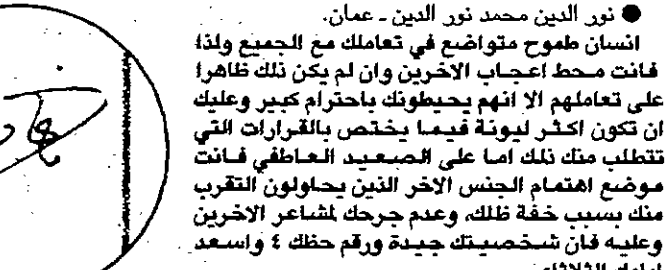 ● نور الدين محمد نور الدين ـ عمان.
انسان طموح متواضع في تعاملك مع الجميع ولذا
فانت محط اعجاب الاخرين وان لم يكن ذلك ظاهرا
على تعاملهم الا انهم يحيطونك باحترام كبير وعليك
ان تكون اكثر ليونة فيما يختص بالقرارات التي
تتطلب منك ذلك اما على الصعيد العاطفي فانت
موضع اهتمام الجنس الاخر الذين يحاولون التقرب
منك بسبب خفة ظلك، وعدم جرحك لمشاعر الاخرين
وعليه فان شخصيتك جيدة ورقم حظك ٤ واسعد
ايامك الثلاثاء